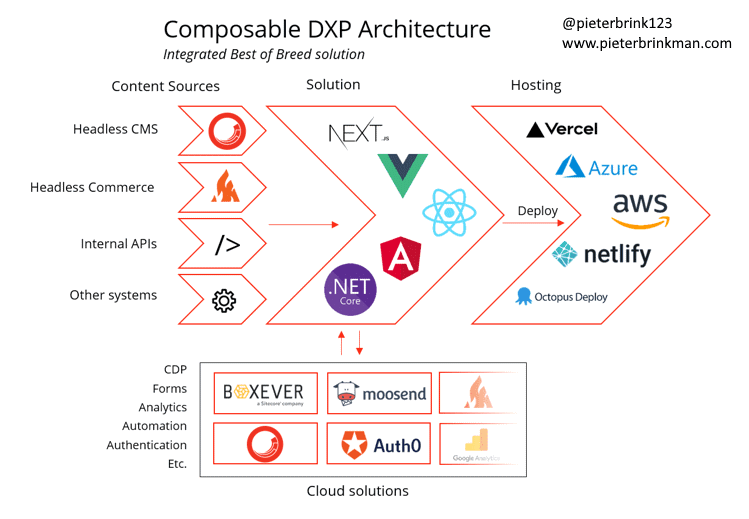 Composable DXP Architecture
Integrated Best of Breed solution
@pieterbrink123
www.pieterbrinkman.com
Content Sources
Solution
Hosting
Headless CMS
Headless Commerce
Internal APIs
/>
Other systems
NEXT.JS
.NET
Core
Deploy
Vercel
Azure
aws
netlify
Octopus Deploy
CDP
Forms
Analytics
Automation
Authentication
Etc.
BOXEVER
a Sitecore company
moosend
Auth0
Google Analytics
Cloud solutions